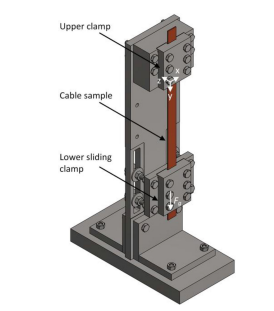 Upper clamp
x
z
y
Cable sample
Lower sliding
clamp